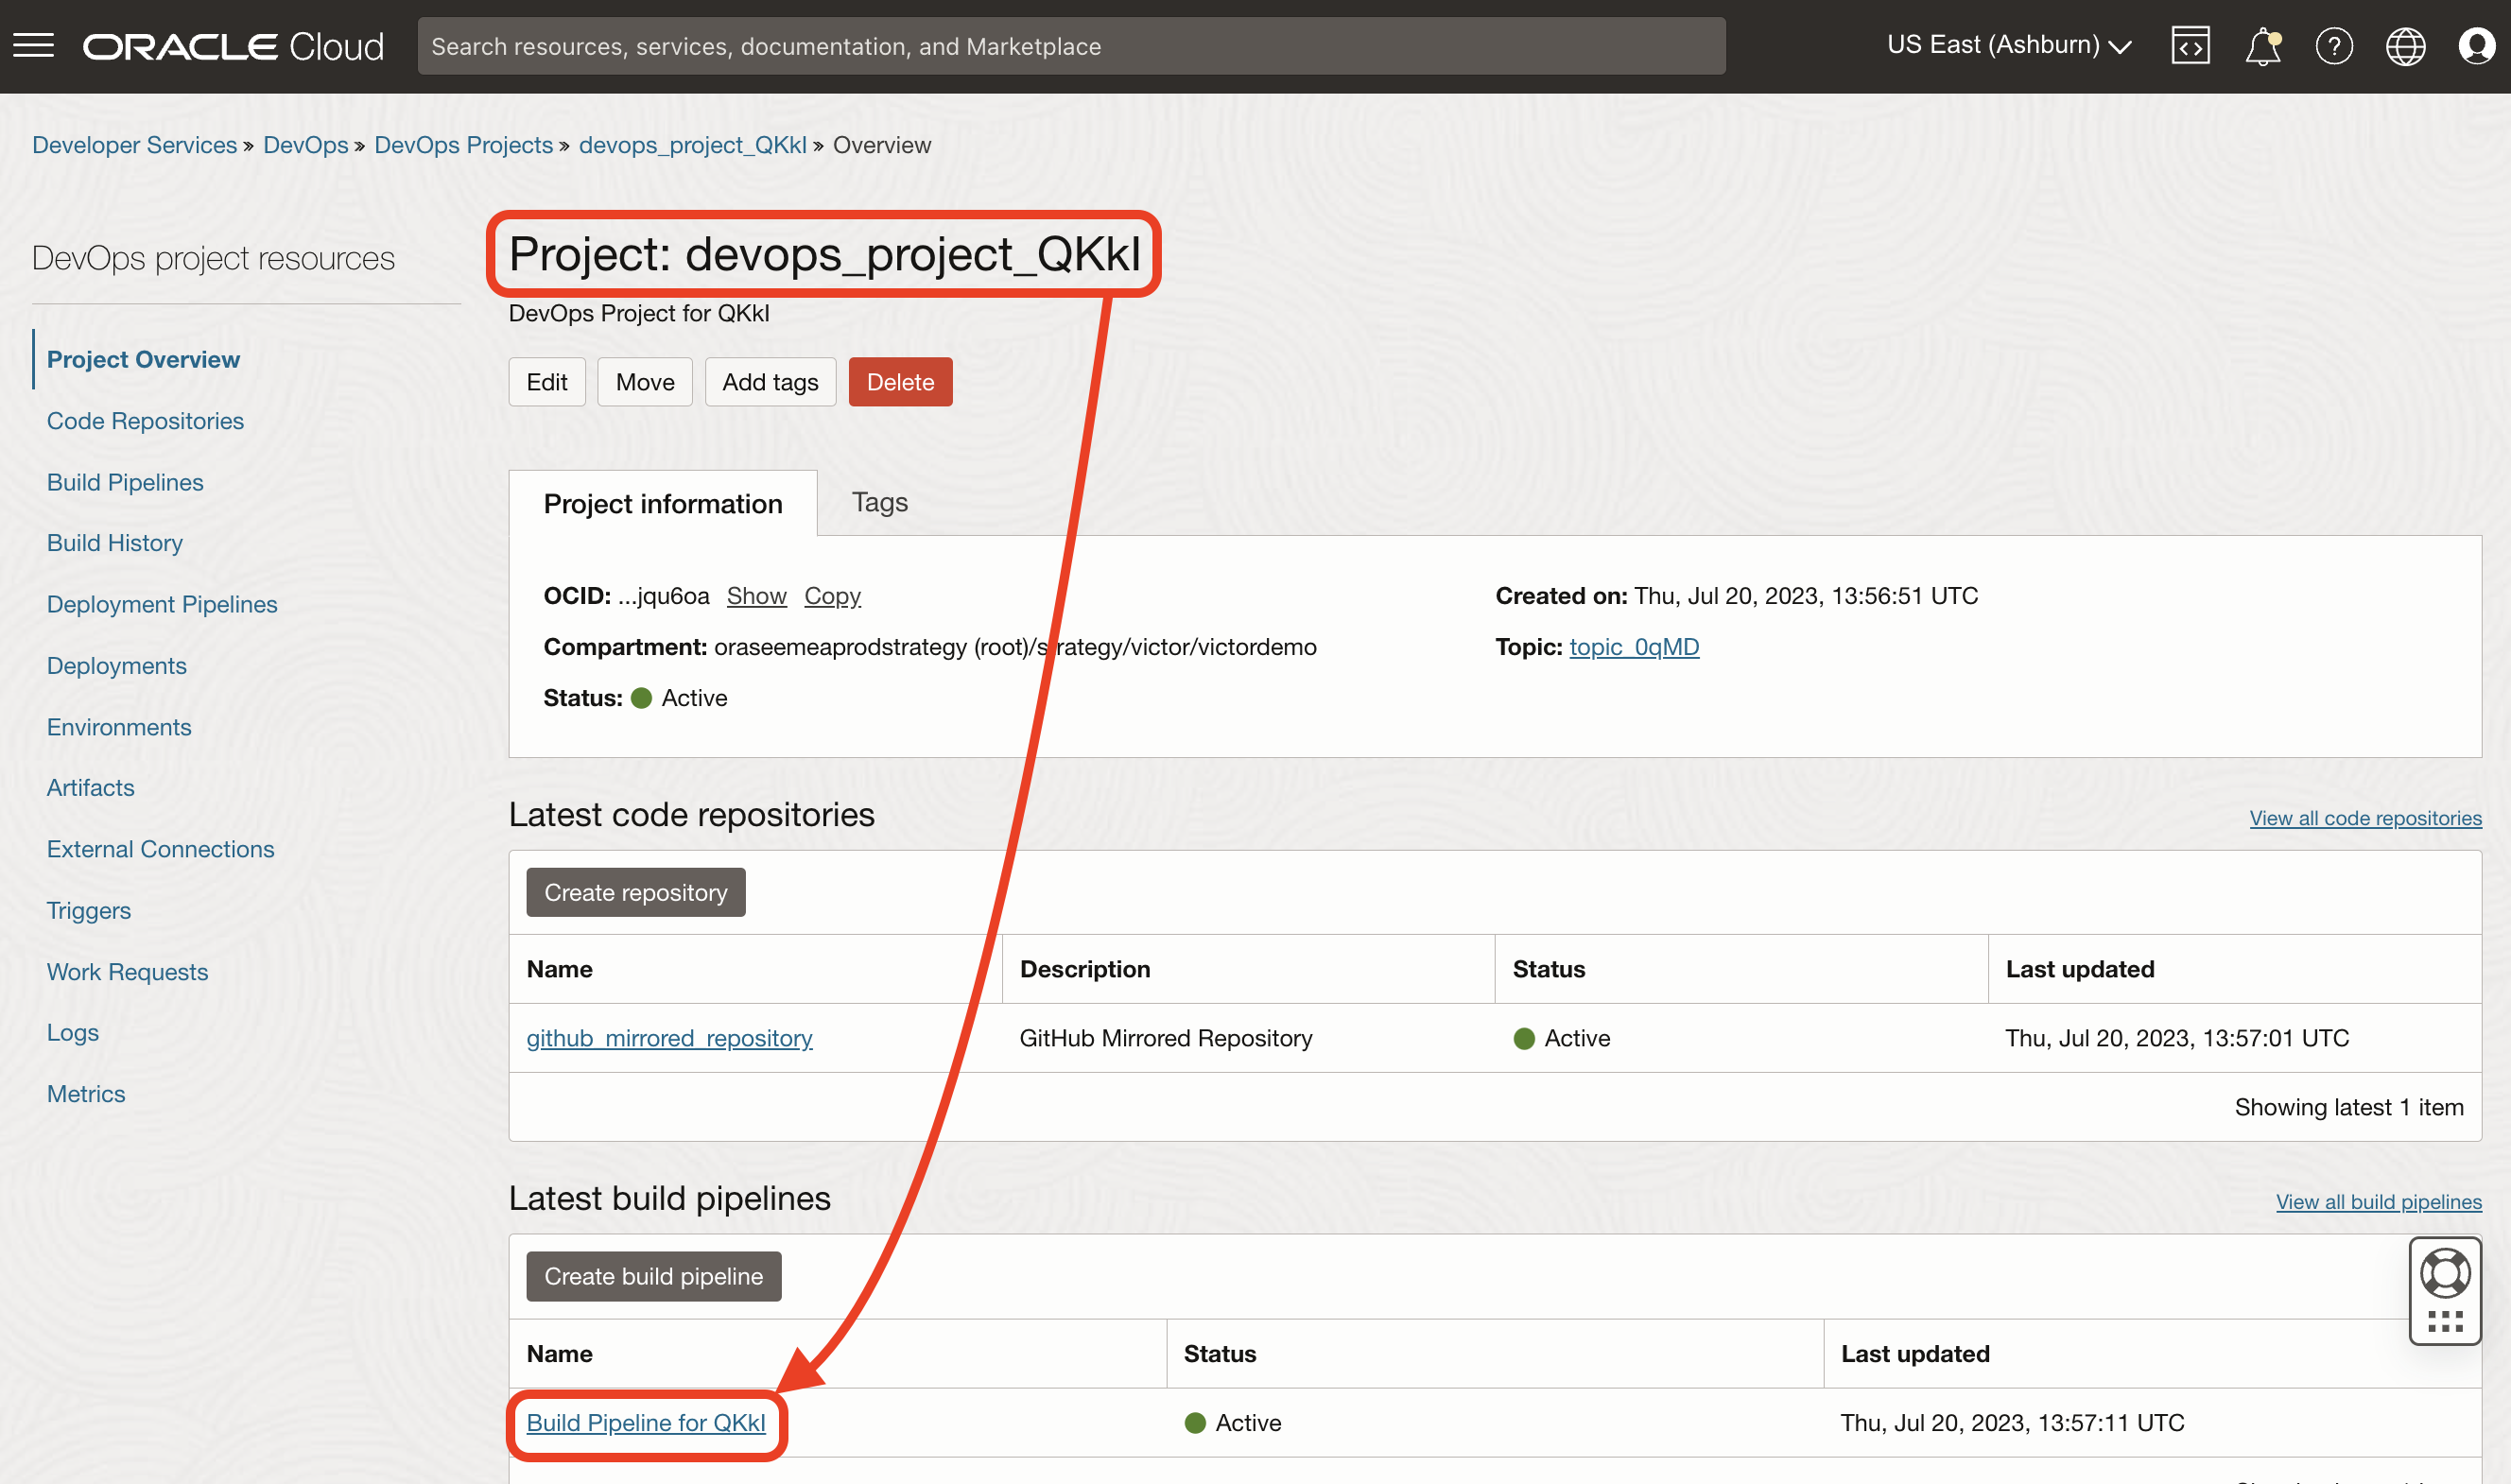 ORACLE Cloud
Search resources, services, documentation, and Marketplace
US East (Ashburn)
Developer Services » DevOps » DevOps Projects » devops_project_QKkI » Overview
DevOps project resources
Project Overview
Code Repositories
Build Pipelines
Build History
Deployment Pipelines
Deployments
Environments
Artifacts
External Connections
Triggers
Work Requests
Logs
Metrics
Project: devops_project_QKkI
DevOps Project for QKkI
Edit Move Add tags Delete
Project information Tags
OCID: ...jqu6oa Show Copy
Compartment: oraseemeaprodstrategy (root)/strategy/victor/victordemo
Status: Active
Created on: Thu, Jul 20, 2023, 13:56:51 UTC
Topic: topic_0qMD
Latest code repositories
View all code repositories
Create repository
Name Description Status Last updated
github_mirrored_repository GitHub Mirrored Repository Active Thu, Jul 20, 2023, 13:57:01 UTC
Showing latest 1 item
Latest build pipelines
View all build pipelines
Create build pipeline
Name Status Last updated
Build Pipeline for QKkI Active Thu, Jul 20, 2023, 13:57:11 UTC